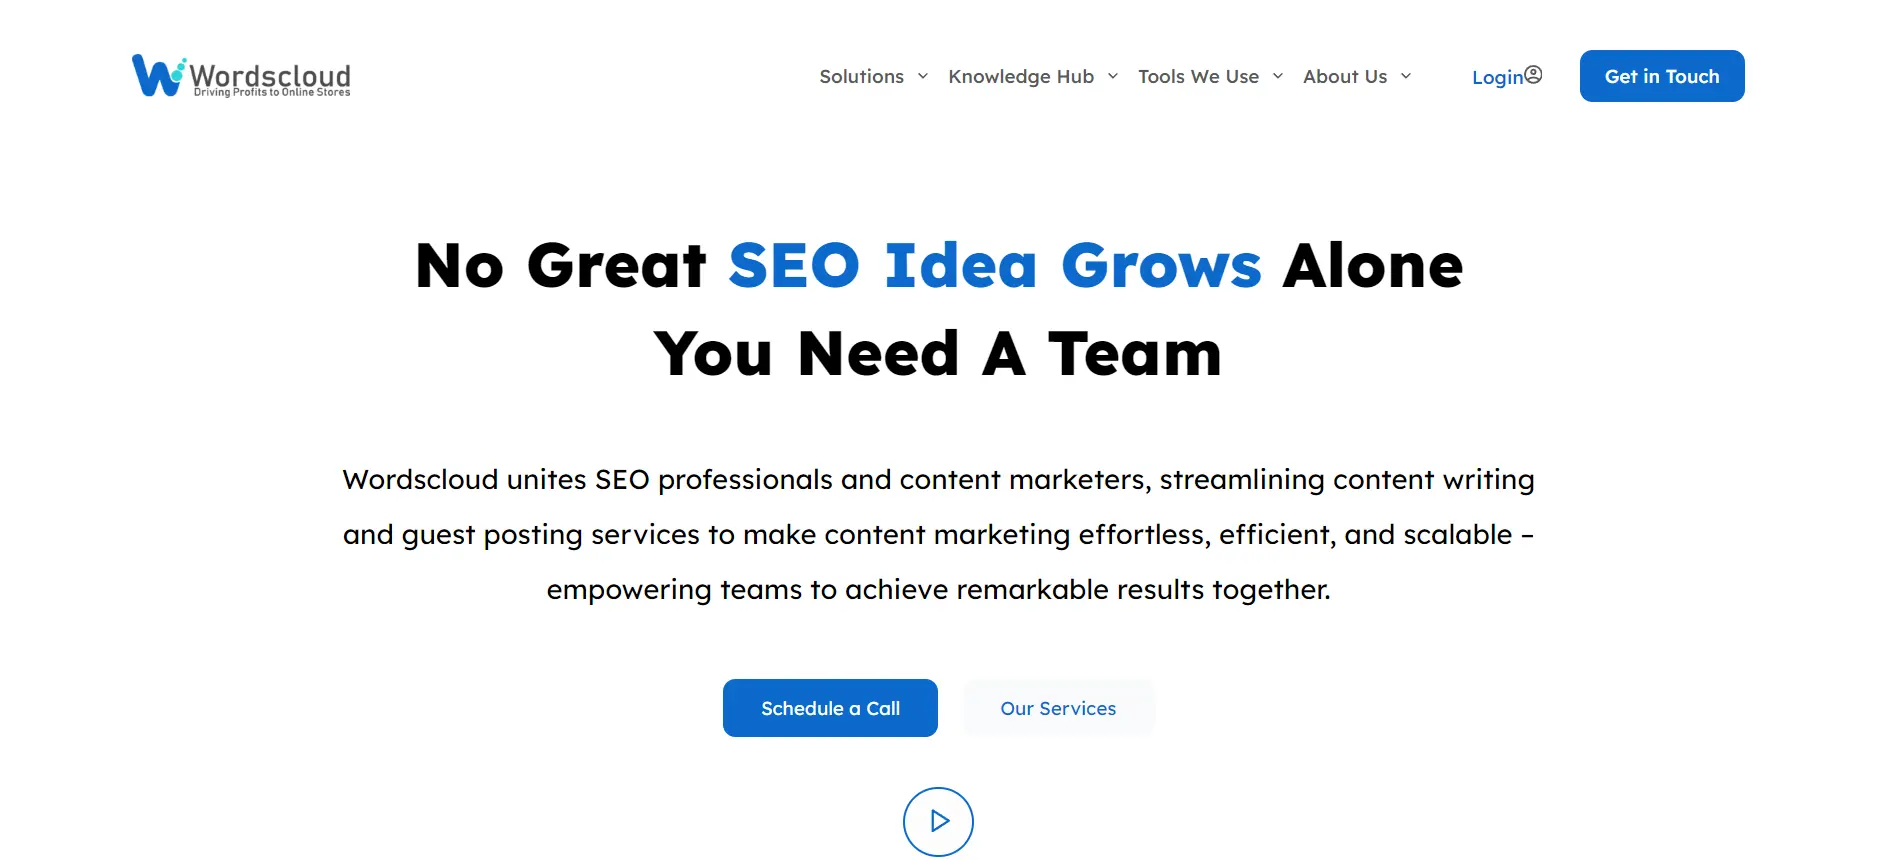 Wordscloud
Driving Profits to Online Stores
Solutions Knowledge Hub Tools We Use About Us Login Get in Touch
No Great SEO Idea Grows Alone
You Need A Team
Wordscloud unites SEO professionals and content marketers, streamlining content writing
and guest posting services to make content marketing effortless, efficient, and scalable –
empowering teams to achieve remarkable results together.
Schedule a Call Our Services